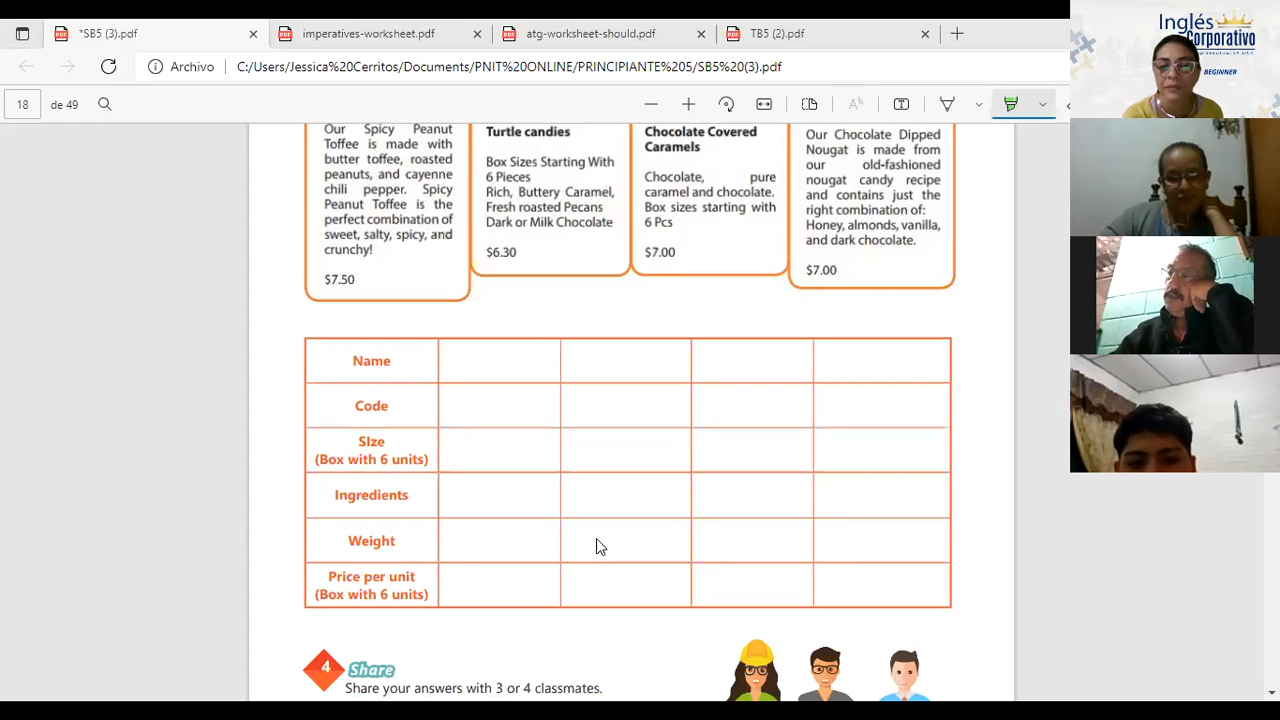 *SB5 (3).pdf
imperatives-worksheet.pdf
atg-worksheet-should.pdf
TB5 (2).pdf
Archivo
C:/Users/Jessica%20Cerritos/Documents/PNDI%20ONLINE/PRINCIPIANTE%205/SB5%20(3).pdf
18
de 49
Our Spicy Peanut
Toffee is made with
butter toffee, roasted
peanuts, and cayenne
chili pepper. Spicy
Peanut Toffee is the
perfect combination of
sweet, salty, spicy, and
crunchy!
$7.50
Turtle candies
Box Sizes Starting With
6 Pieces
Rich, Buttery Caramel,
Fresh roasted Pecans
Dark or Milk Chocolate
$6.30
Chocolate Covered
Caramels
Chocolate, pure
caramel and chocolate.
Box sizes starting with
6 Pcs
$7.00
Our Chocolate Dipped
Nougat is made from
our old-fashioned
nougat candy recipe
and contains just the
right combination of:
Honey, almonds, vanilla,
and dark chocolate.
$7.00
Name
Code
SIze
(Box with 6 units)
Ingredients
Weight
Price per unit
(Box with 6 units)
4
Share
Share your answers with 3 or 4 classmates.
Inglés
Corporativo
BEGINNER